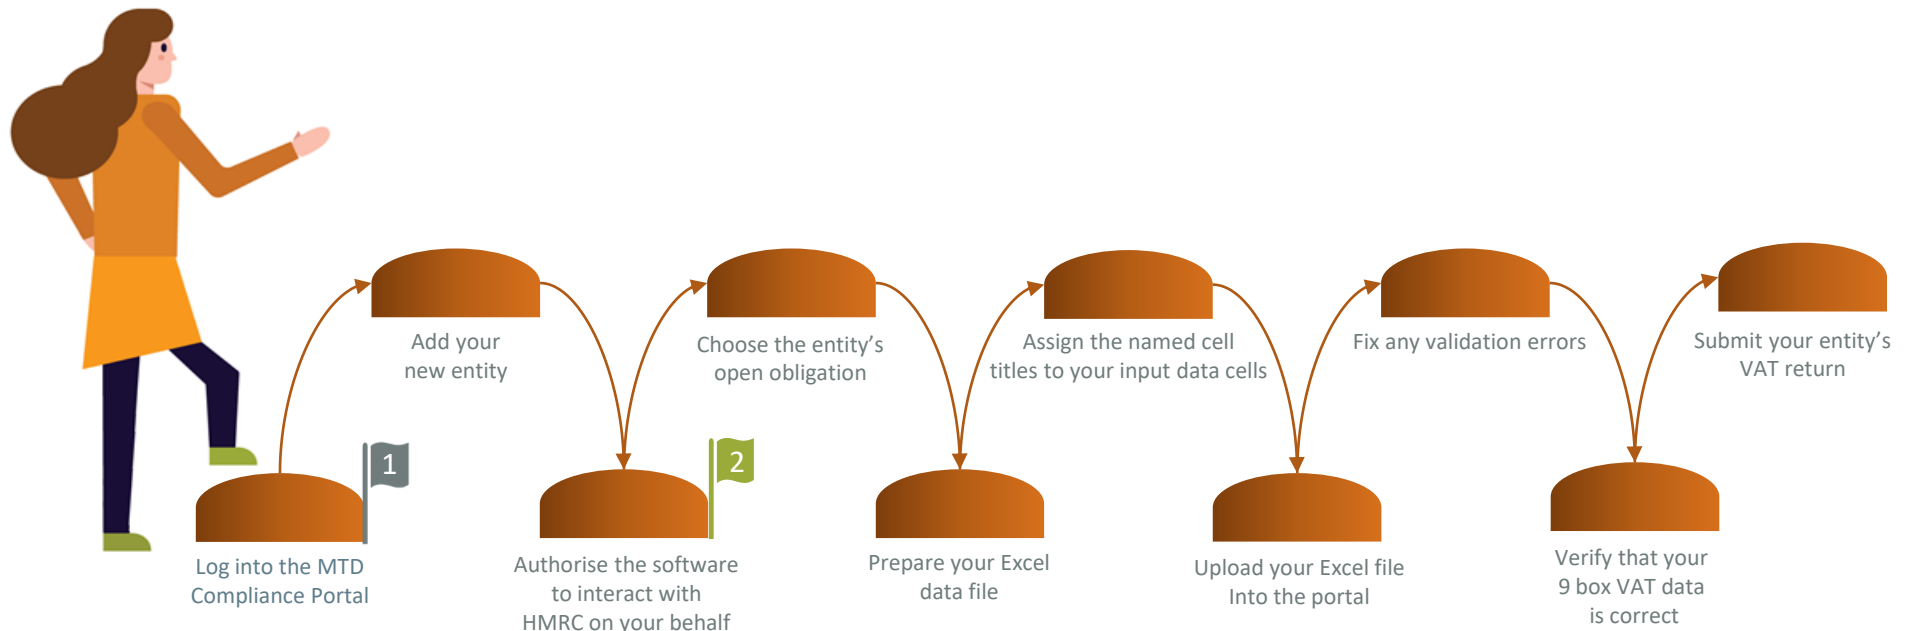 1
Log into the MTD
Compliance Portal
Add your
new entity
2
Authorise the software
to interact with
HMRC on your behalf
Choose the entity's
open obligation
Prepare your Excel
data file
Assign the named cell
titles to your input data cells
Upload your Excel file
Into the portal
Fix any validation errors
Verify that your
9 box VAT data
is correct
Submit your entity's
VAT return